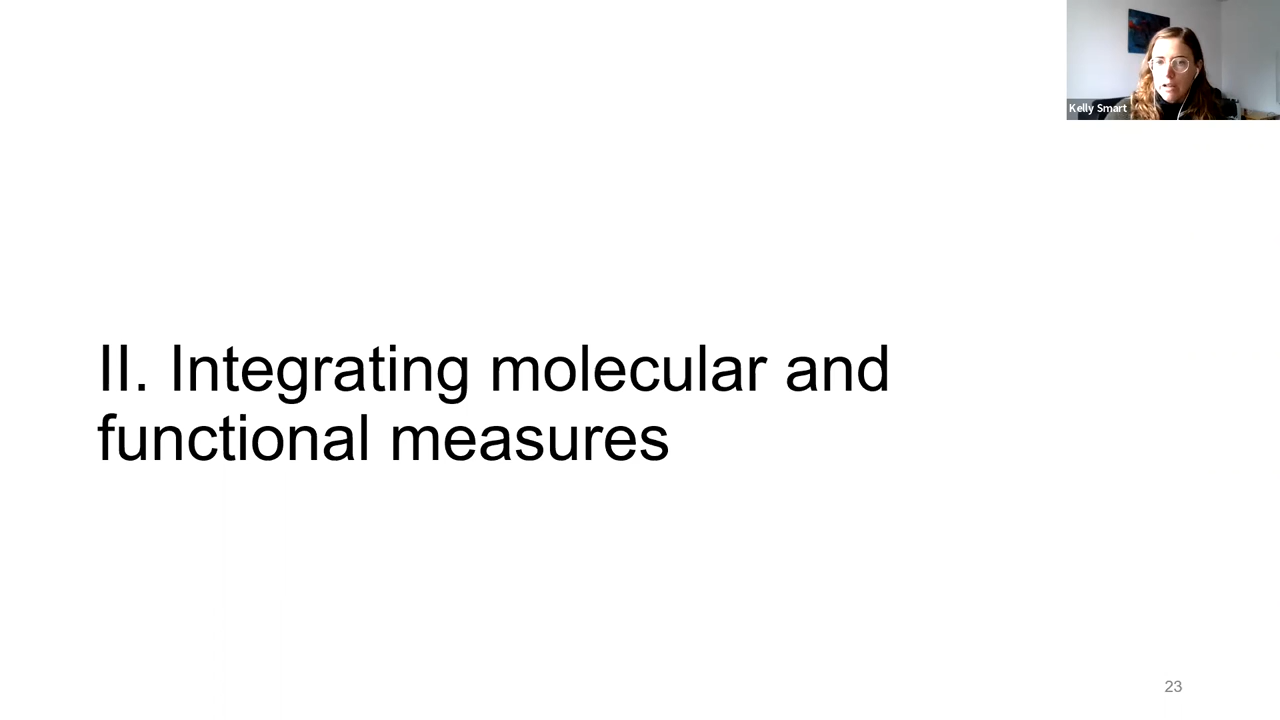 Kelly Smart
II. Integrating molecular and
functional measures
23